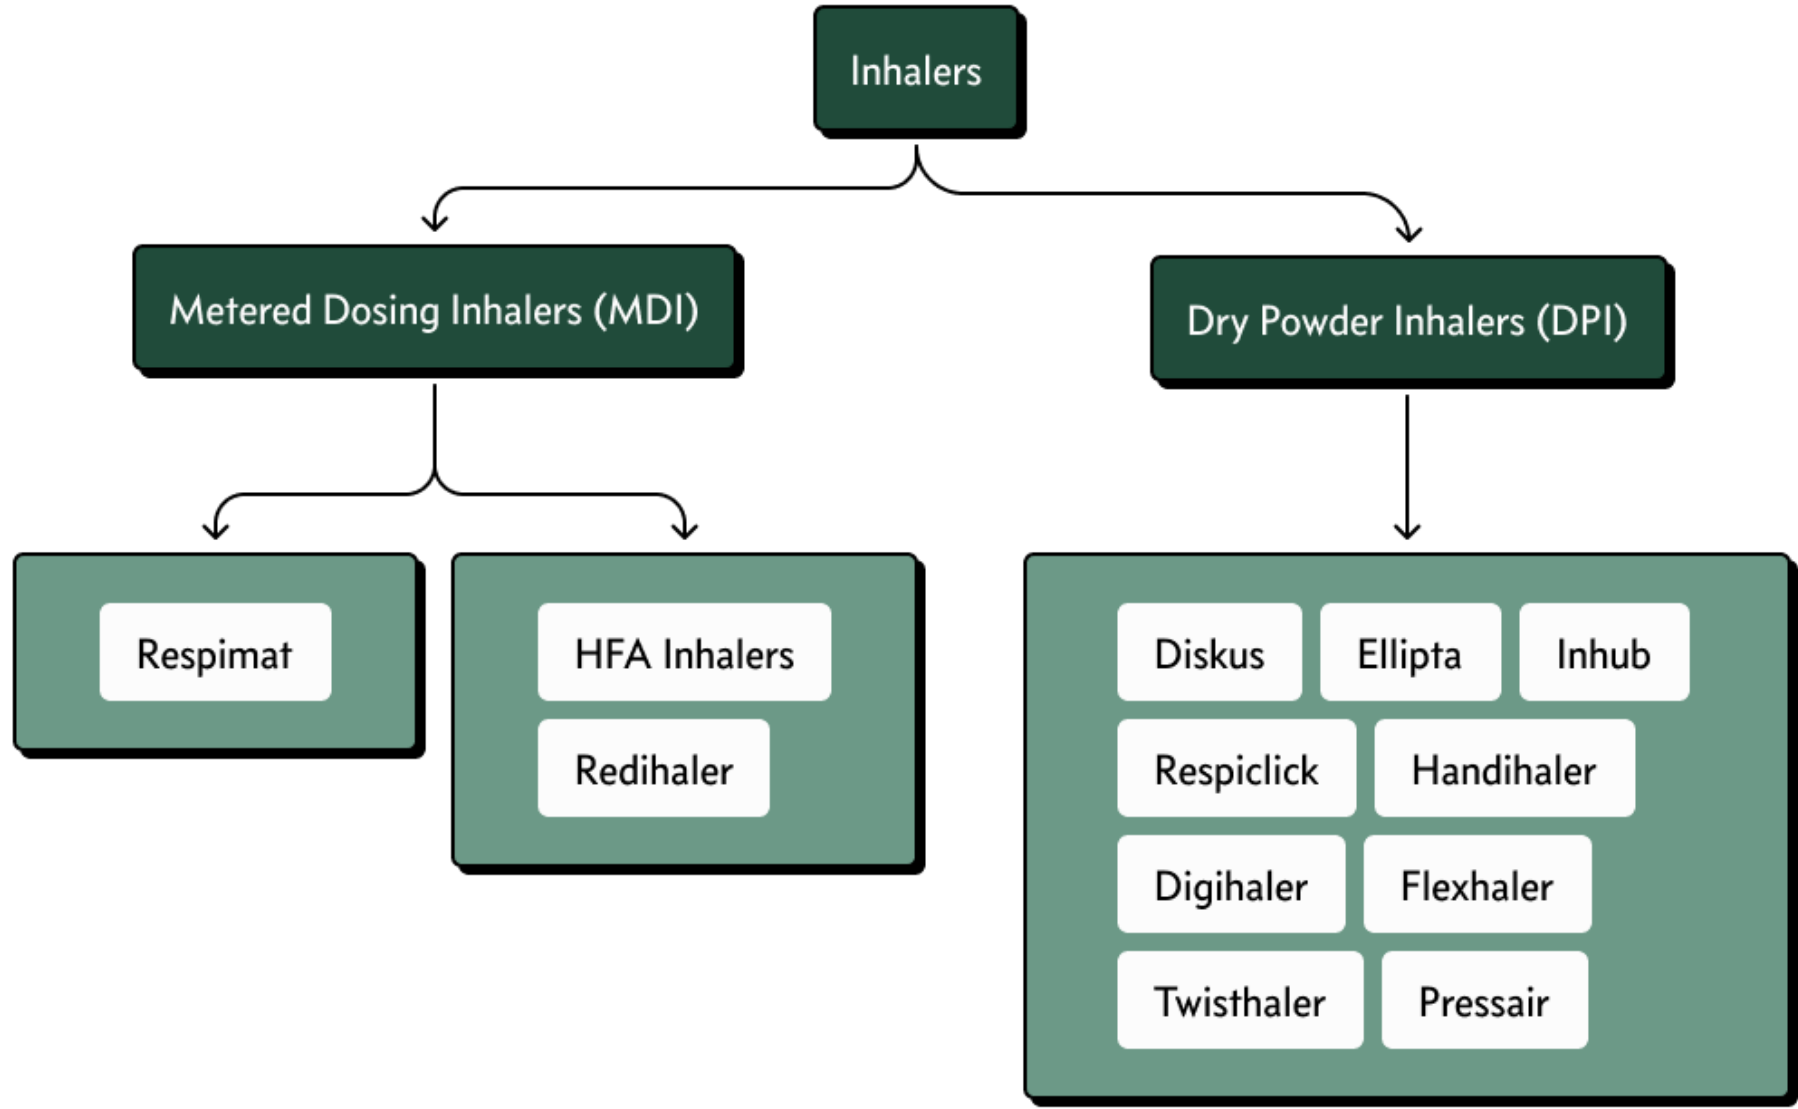 Inhalers
Metered Dosing Inhalers (MDI)
Dry Powder Inhalers (DPI)
Respimat
HFA Inhalers
Redihaler
Diskus
Ellipta
Inhub
Respiclick
Handihaler
Digihaler
Flexhaler
Twisthaler
Pressair